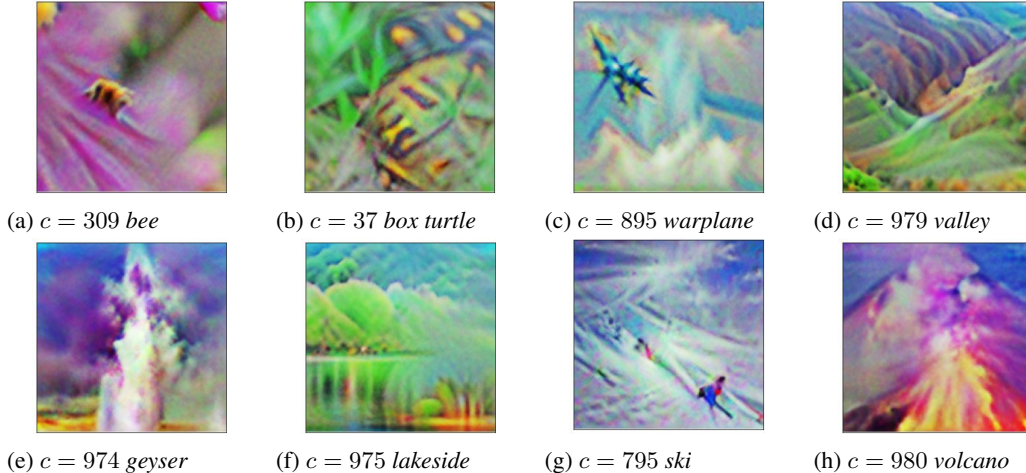 (a) c = 309 bee
(b) c = 37 box turtle
(c) c = 895 warplane
(d) c = 979 valley
(e) c = 974 geyser
(f) c = 975 lakeside
(g) c = 795 ski
(h) c = 980 volcano